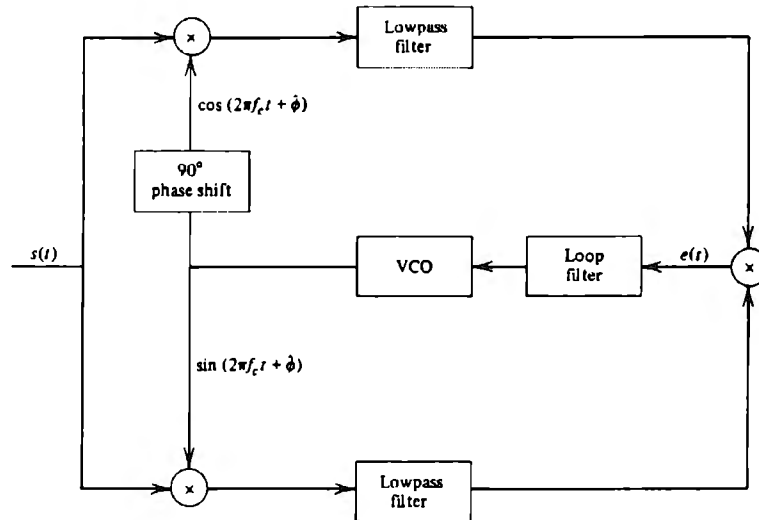 Lowpass
filter
×
cos (2πf_c t + φ̂)
90°
phase shift
s(t)
VCO
Loop
filter
e(t)
×
sin (2πf_c t + φ̂)
×
Lowpass
filter